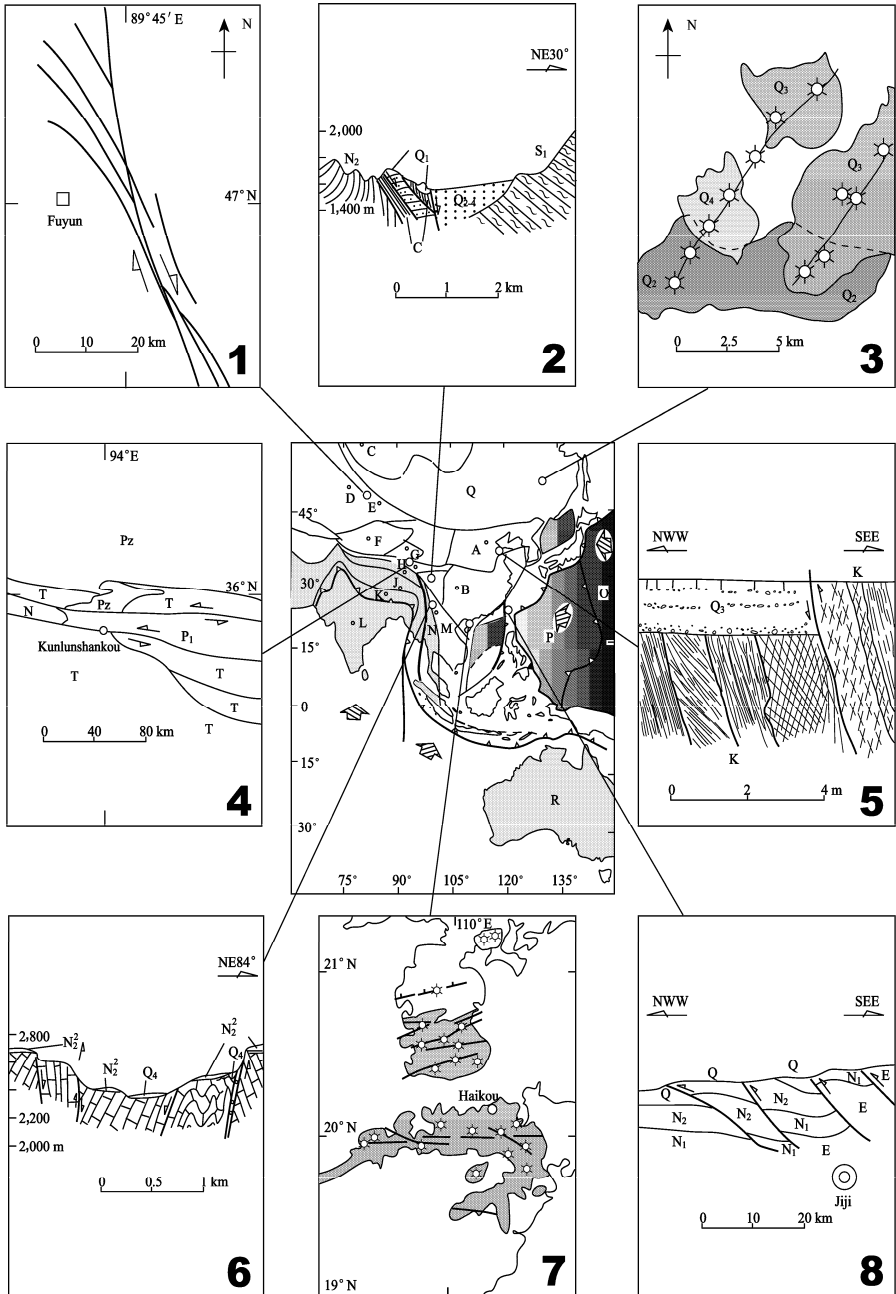 89°45′ E
N
47° N
Fuyun
0 10 20 km
1
NE30°
2,000
N₂ Q₁ S₁
Q₂₋₄
1,400 m
C
0 1 2 km
2
N
Q₃
Q₃
Q₄
Q₂ Q₂
0 2.5 5 km
3
94°E
Pz
T 36°N
N Pz T
P₁
Kunlunshankou
T T
T
0 40 80 km
4
C
D Q
E
45°
F A
G
H
30° J B
K O
L N M P
15°
0
15°
R
30°
75° 90° 105° 120° 135°
NWW SEE
K
Q₃
K
0 2 4 m
5
NE84°
2,800 N₂² N₂²
N₂² Q₄ Q₄
2,200
2,000 m
0 0.5 1 km
6
110°E
21°N
Haikou
20°N
19°N
7
NWW SEE
Q Q N₁ E
Q N₂
N₂ N₂ N₁ E
N₁ N₁ E
Jiji
0 10 20 km
8